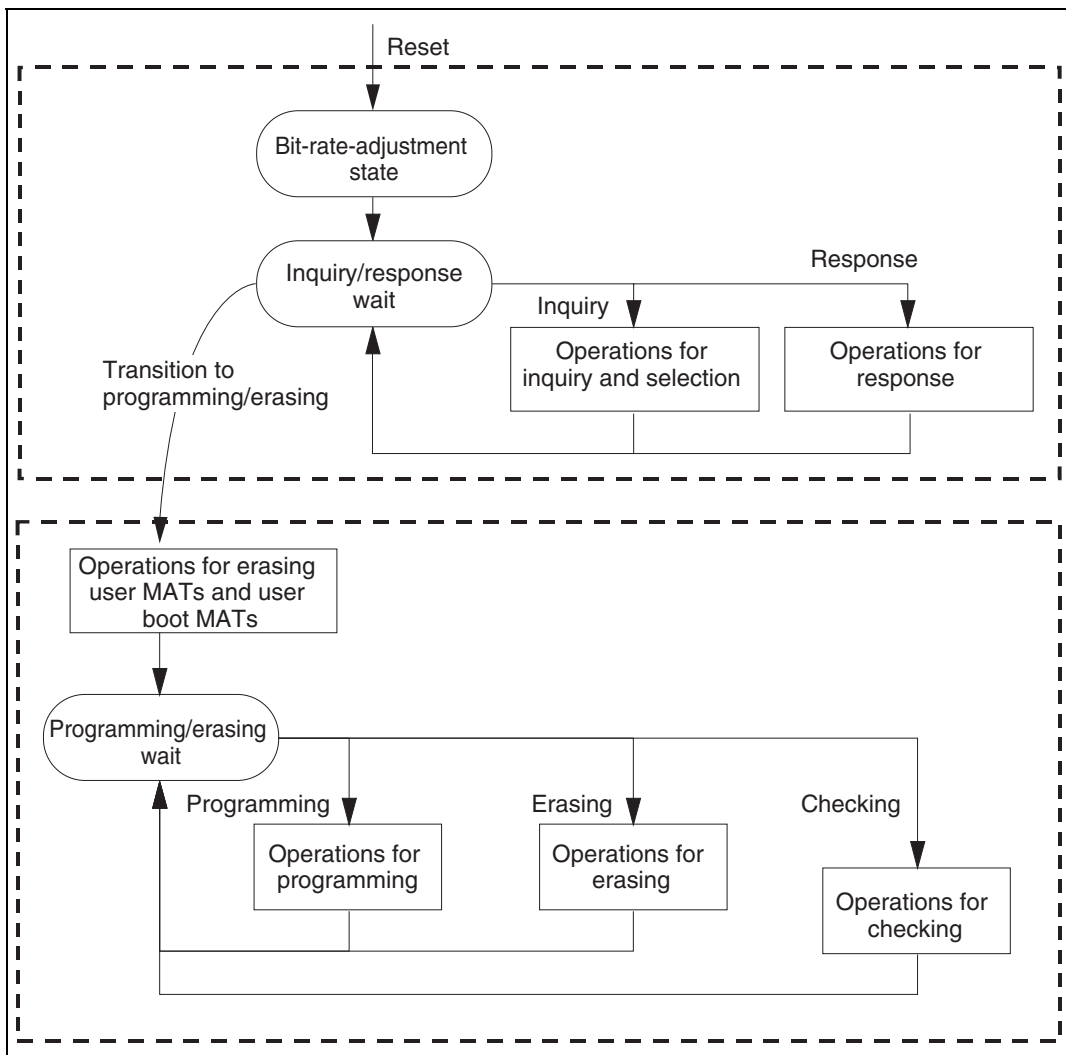 Reset
Bit-rate-adjustment
state
Inquiry/response
wait
Response
Inquiry
Operations for
inquiry and selection
Operations for
response
Transition to
programming/erasing
Operations for erasing
user MATs and user
boot MATs
Programming/erasing
wait
Programming
Erasing
Checking
Operations for
programming
Operations for
erasing
Operations for
checking